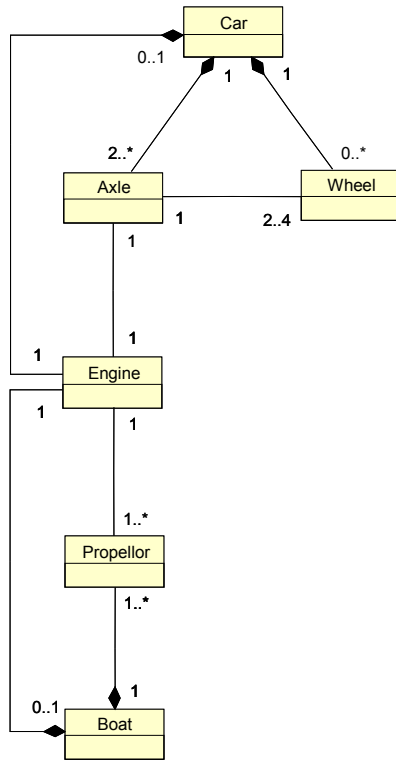 Car
0..1
1
1
2..*
0..*
Axle
Wheel
1
2..4
1
1
1
Engine
1
1
1..*
Propellor
1..*
1
0..1
Boat